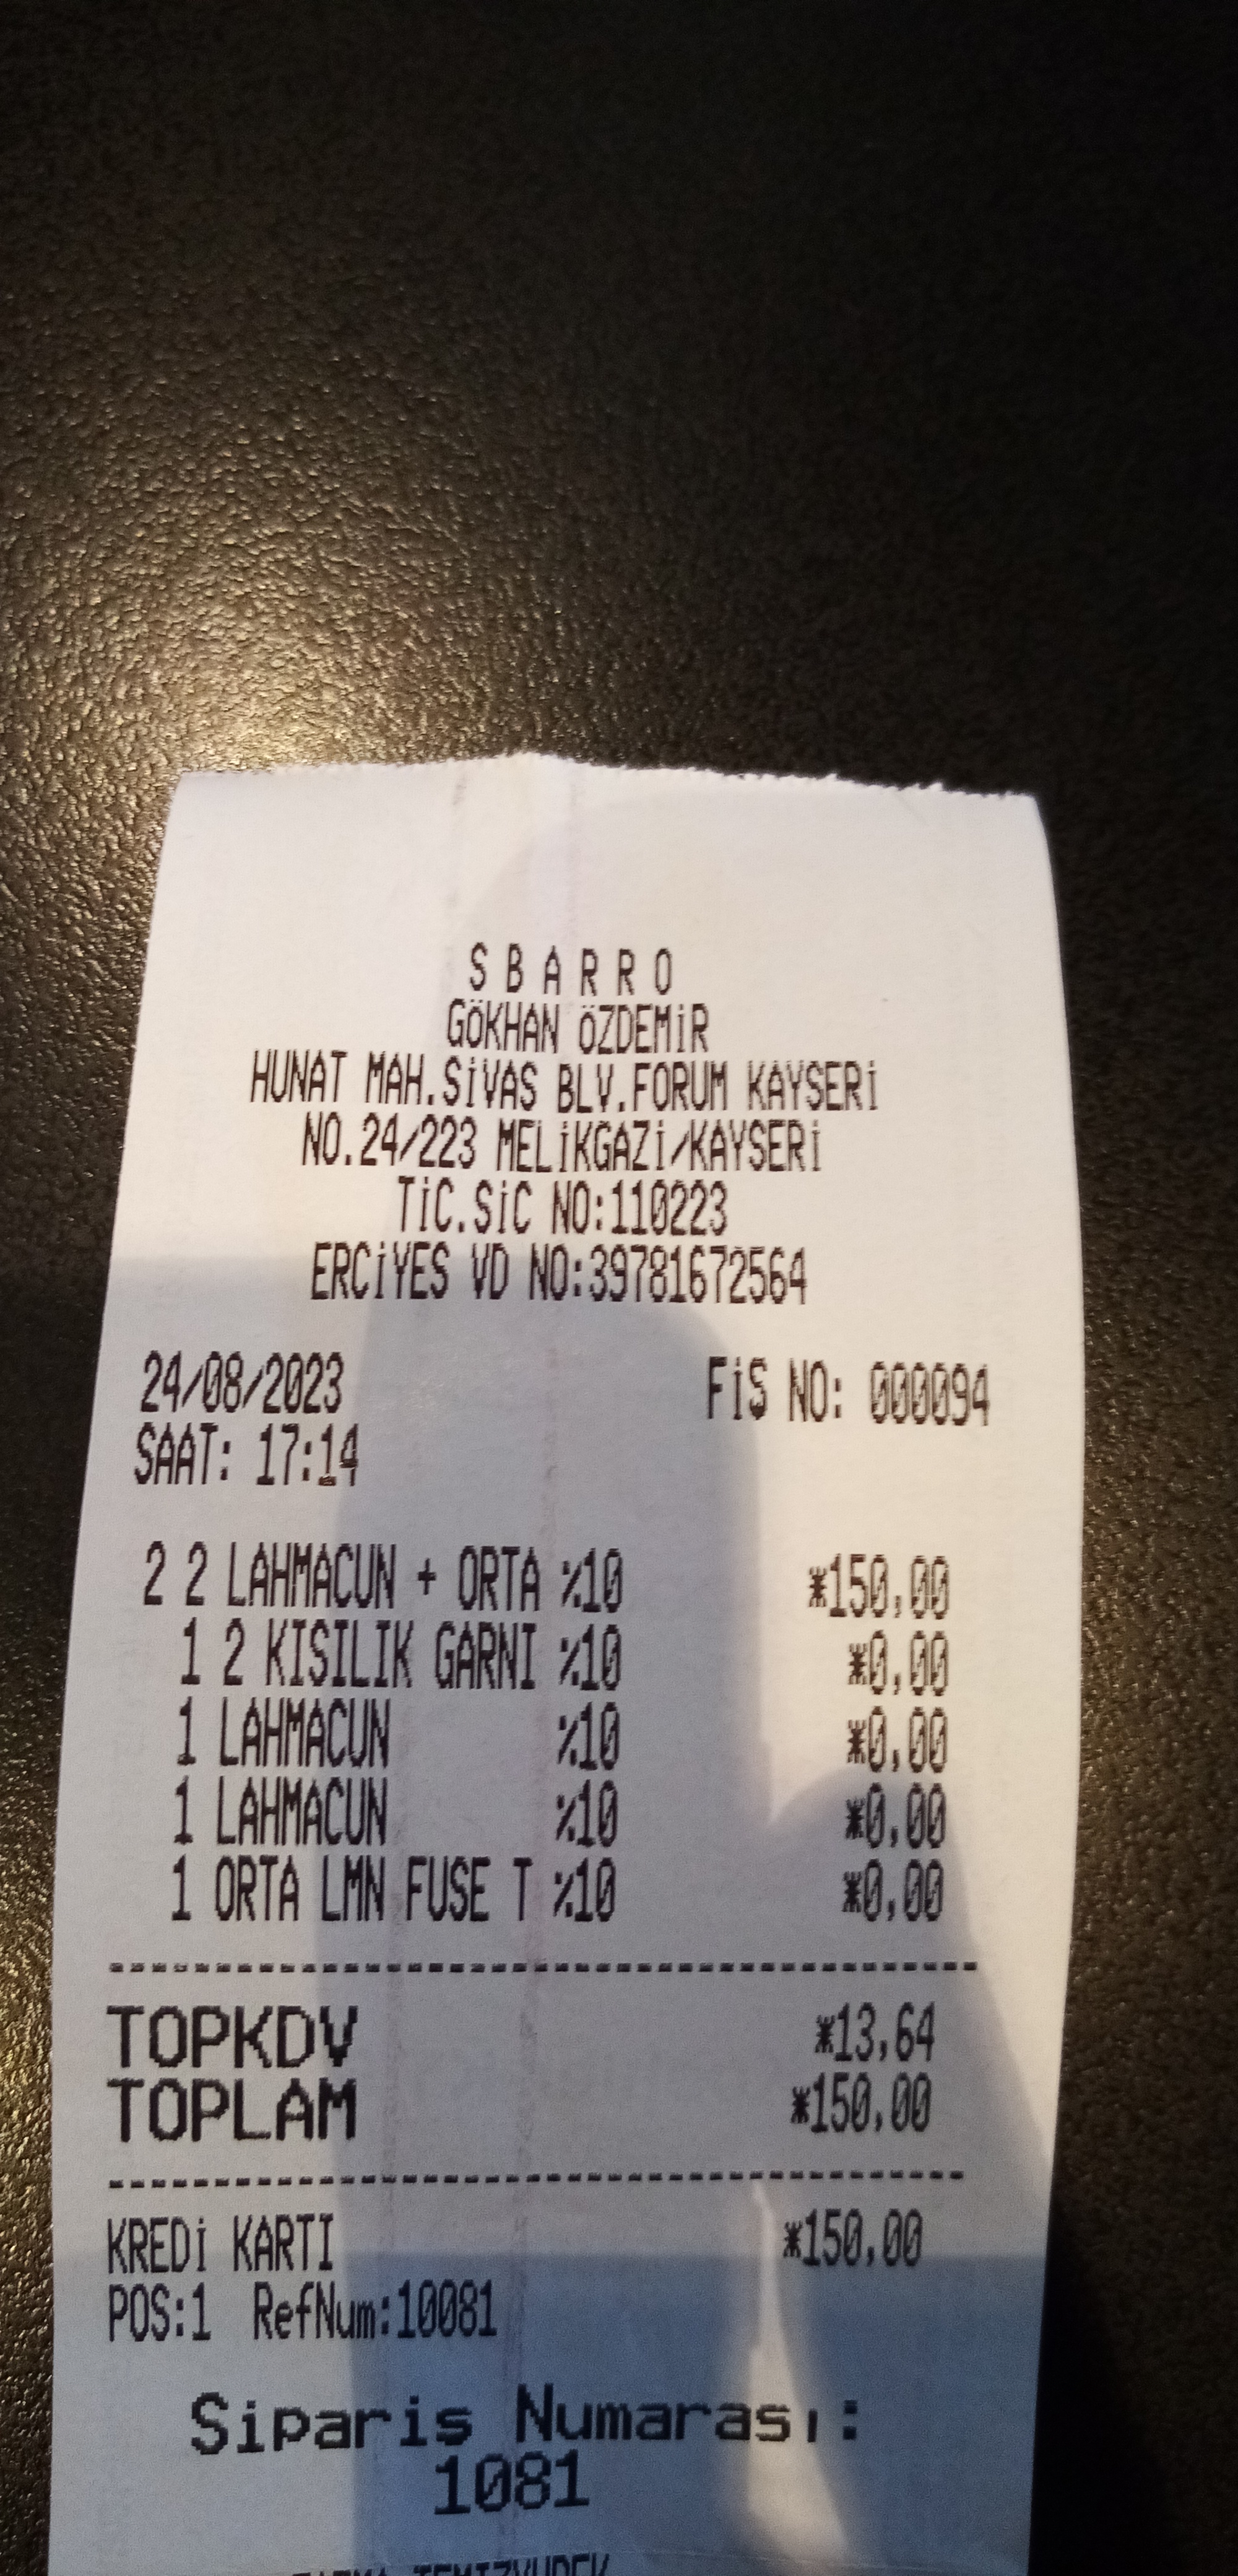 S B A R R O
GÖKHAN ÖZDEMİR
HUNAT MAH.SİVAS BLV.FORUM KAYSERİ
NO.24/223 MELİKGAZİ/KAYSERİ
TİC.SİC NO:110223
ERCİYES VD NO:39781672564
24/08/2023 FİŞ NO: 000094
SAAT: 17:14
2 2 LAHMACUN + ORTA %10 *150,00
1 2 KISILIK GARNI %10 *0,00
1 LAHMACUN %10 *0,00
1 LAHMACUN %10 *0,00
1 ORTA LMN FUSE T %10 *0,00
TOPKDV *13,64
TOPLAM *150,00
KREDİ KARTI *150,00
POS:1 RefNum:10081
Siparis Numarası:
1081